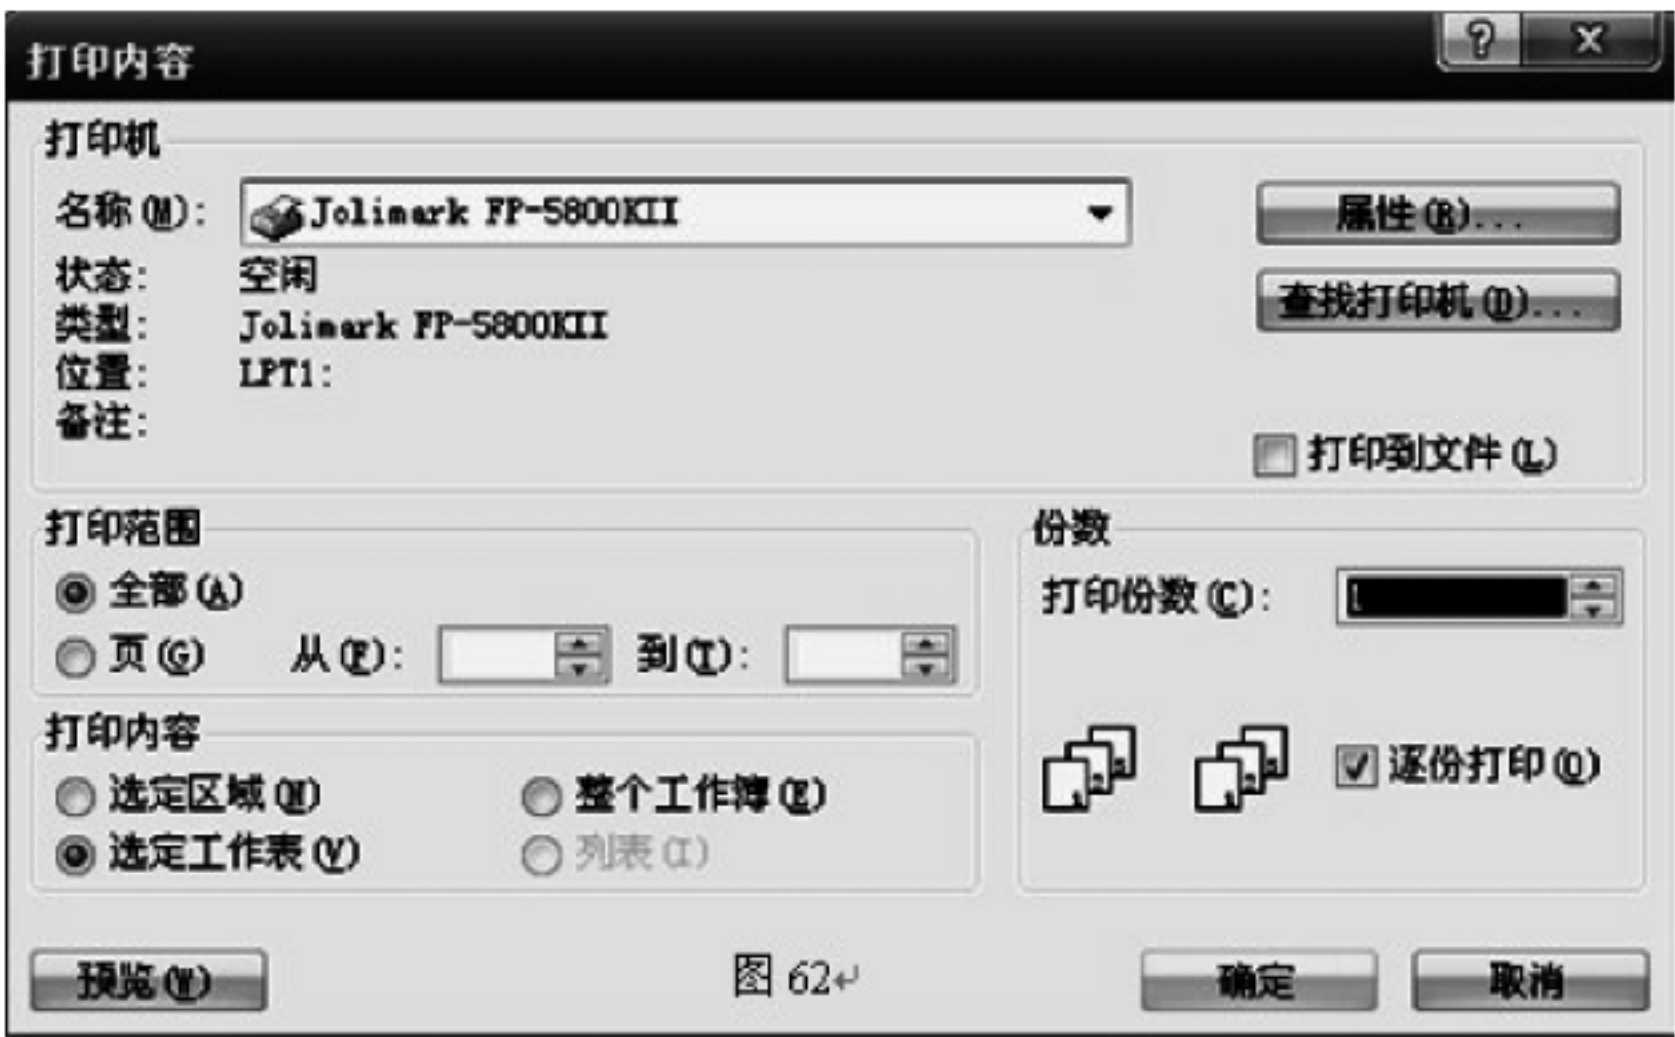 打印内容
打印机
名称(M): Jolimark FP-5800KII 属性(R)...
状态: 空闲 查找打印机(D)...
类型: Jolimark FP-5800KII
位置: LPT1:
备注:
打印到文件(L)
打印范围
全部(A)
页(G) 从(F): 到(T):
份数
打印份数(C): 1
逐份打印(O)
打印内容
选定区域(N) 整个工作簿(E)
选定工作表(V) 列表(I)
预览(W) 图 62 确定 取消